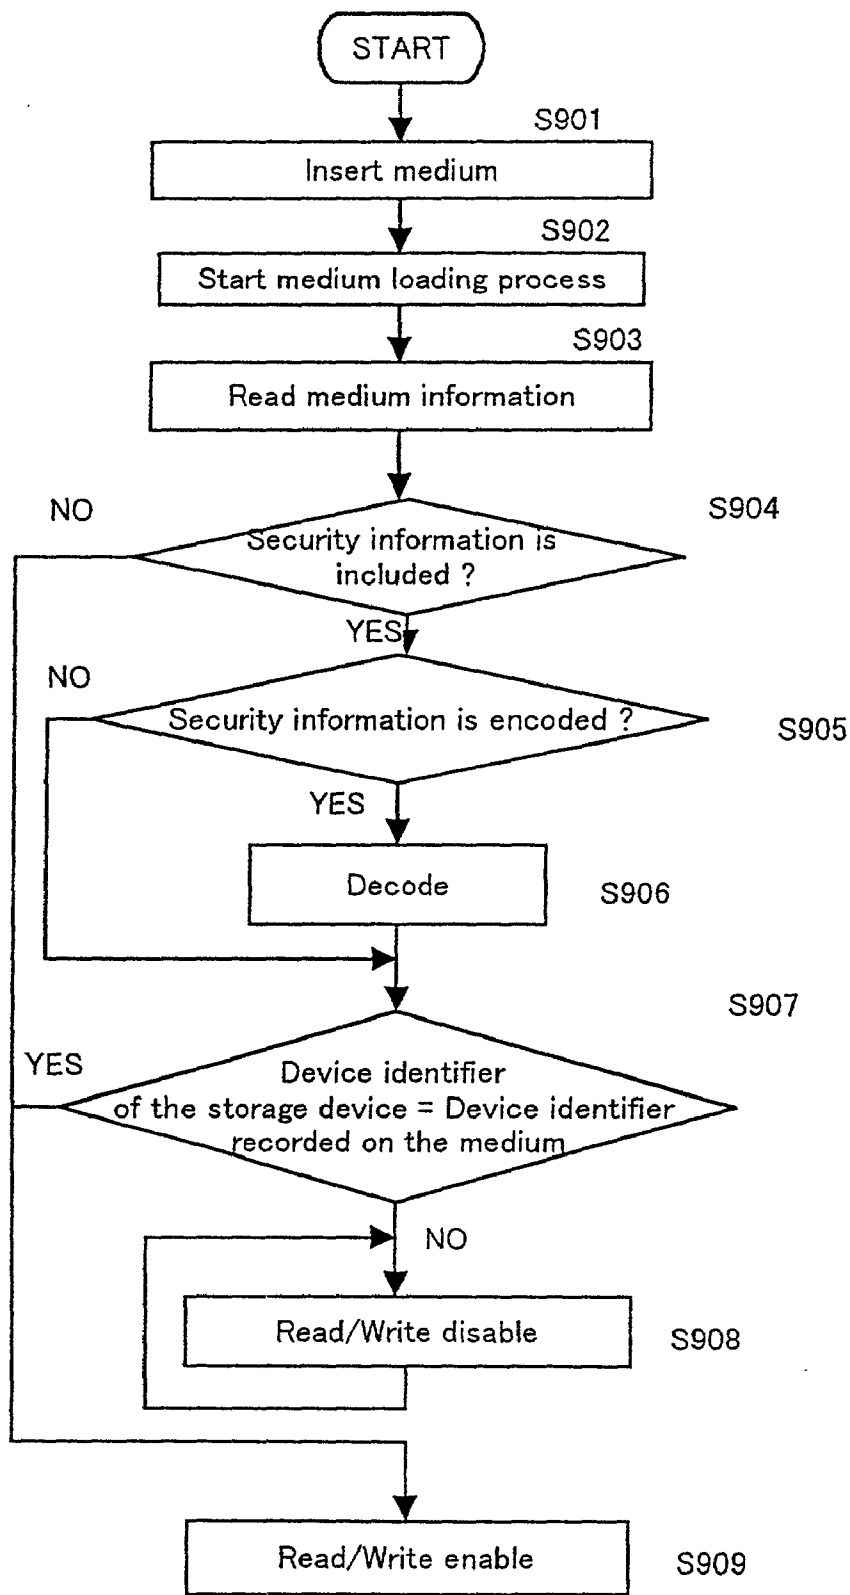 START
S901
Insert medium
S902
Start medium loading process
S903
Read medium information
NO
S904
Security information is
included ?
YES
NO
Security information is encoded ?
S905
YES
Decode
S906
S907
YES
Device identifier
of the storage device = Device identifier
recorded on the medium
NO
Read/Write disable
S908
Read/Write enable
S909